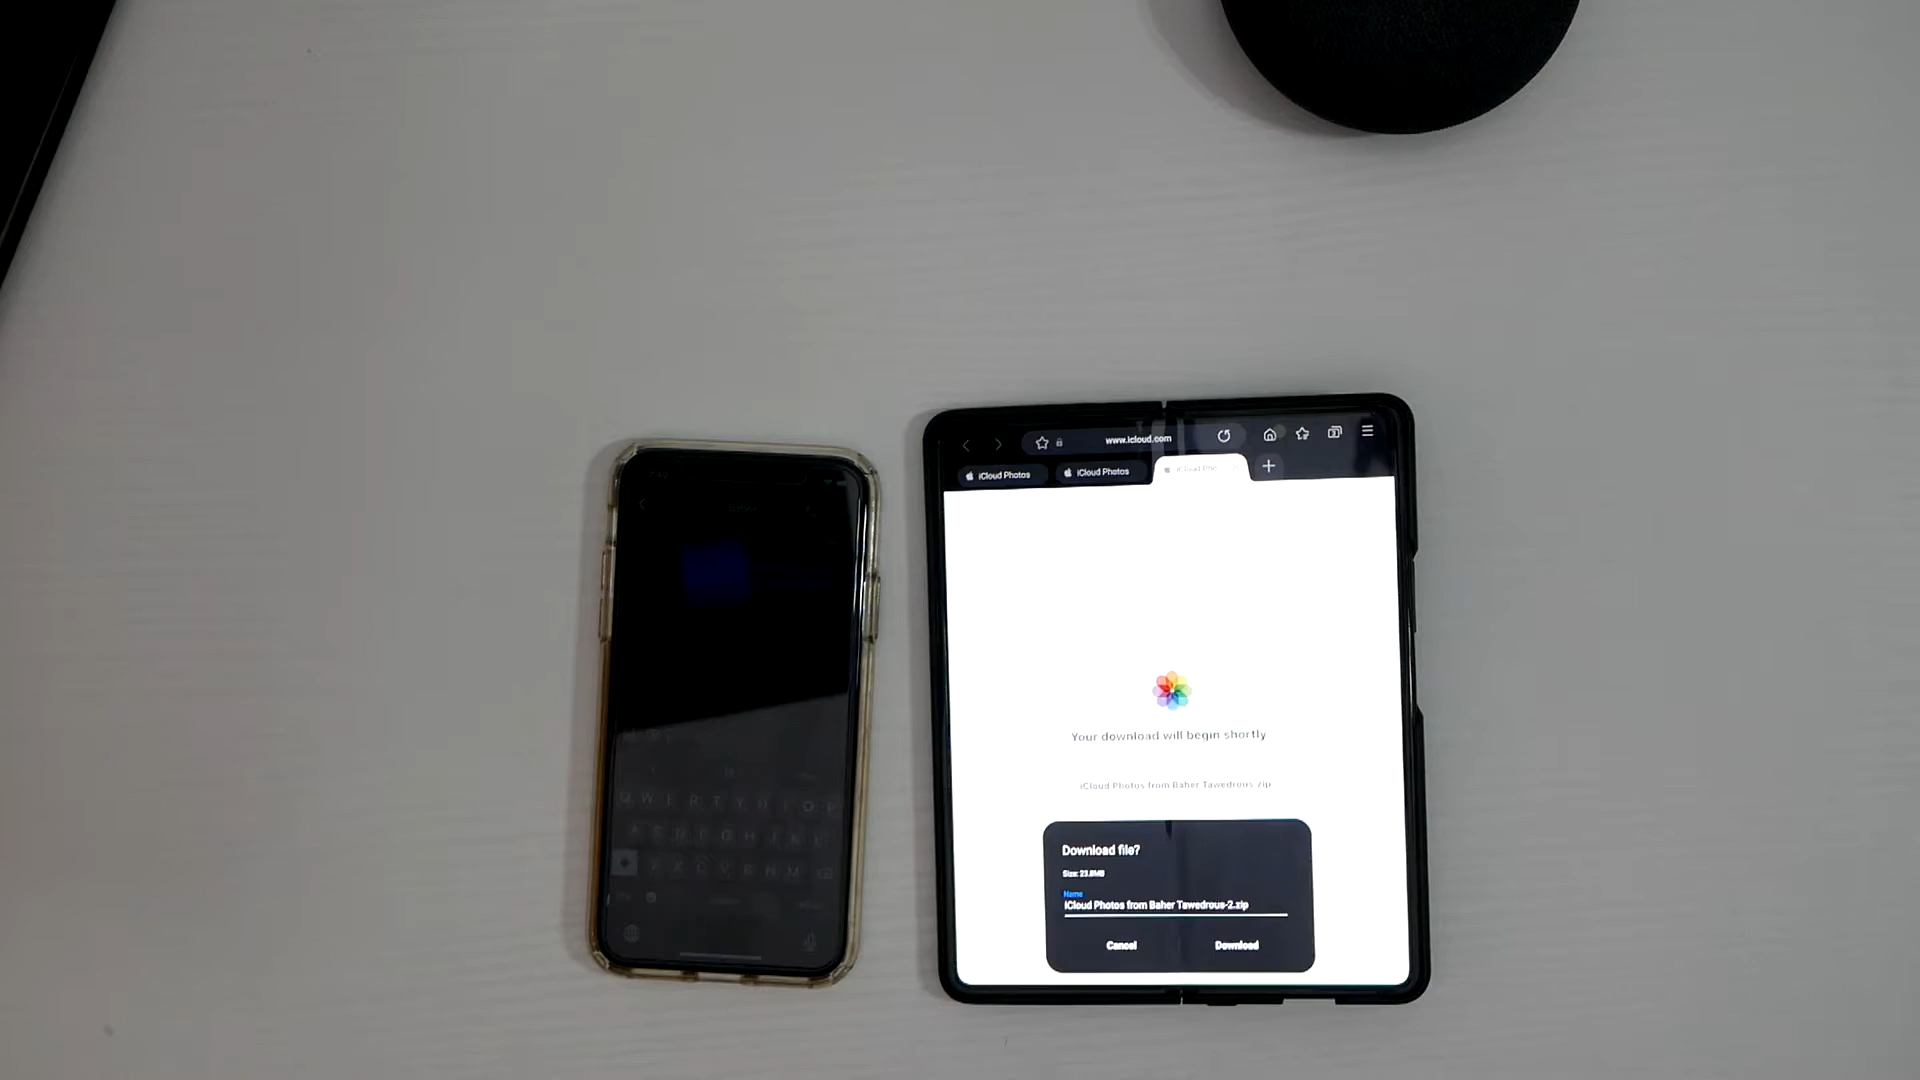 www.icloud.com
iCloud Photos
iCloud Photos
iCloud Pho
Your download will begin shortly
iCloud Photos from Baher Tawedrous.zip
Download file?
Size: 23.8MB
Name
iCloud Photos from Baher Tawedrous-2.zip
Cancel
Download
Q W E R T Y U I O P
A S D F G H J K L
Z X C V B N M